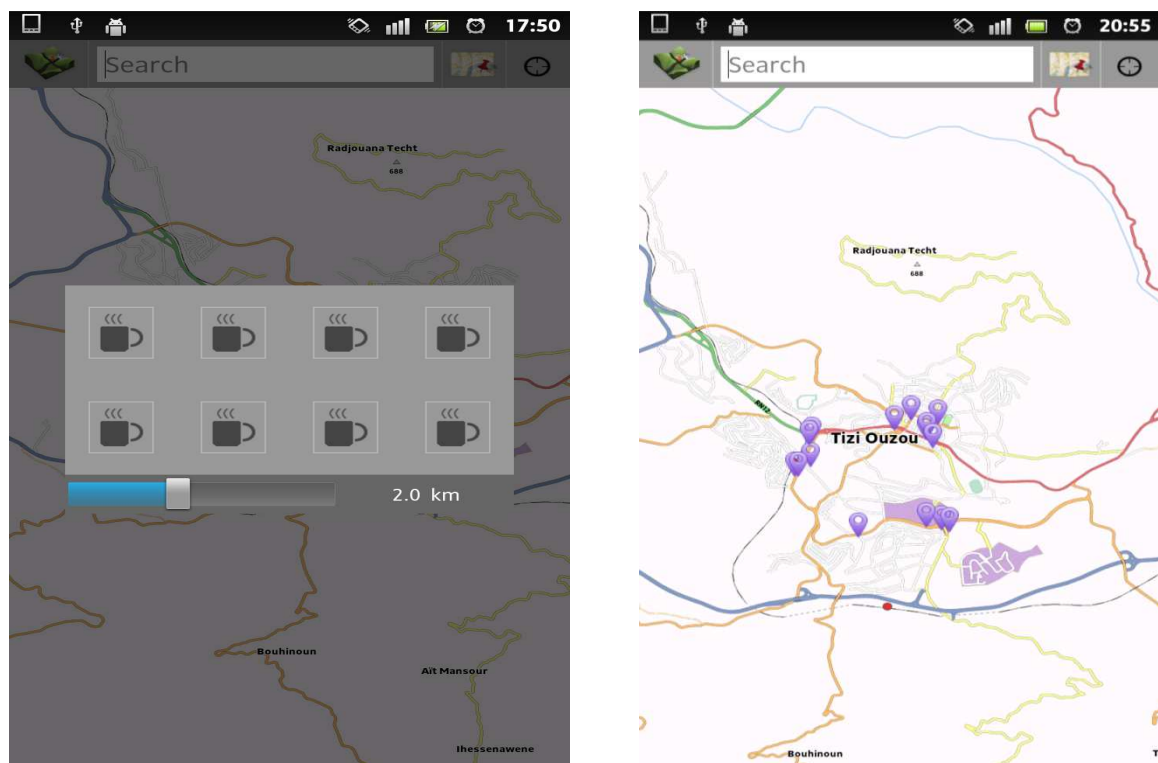 17:50
Search
Radjouana Techt
688
2.0 km
Bouhinoun
Aït Mansour
Ihessenawene
20:55
Search
Radjouana Techt
688
RN12
Tizi Ouzou
Bouhinoun
T